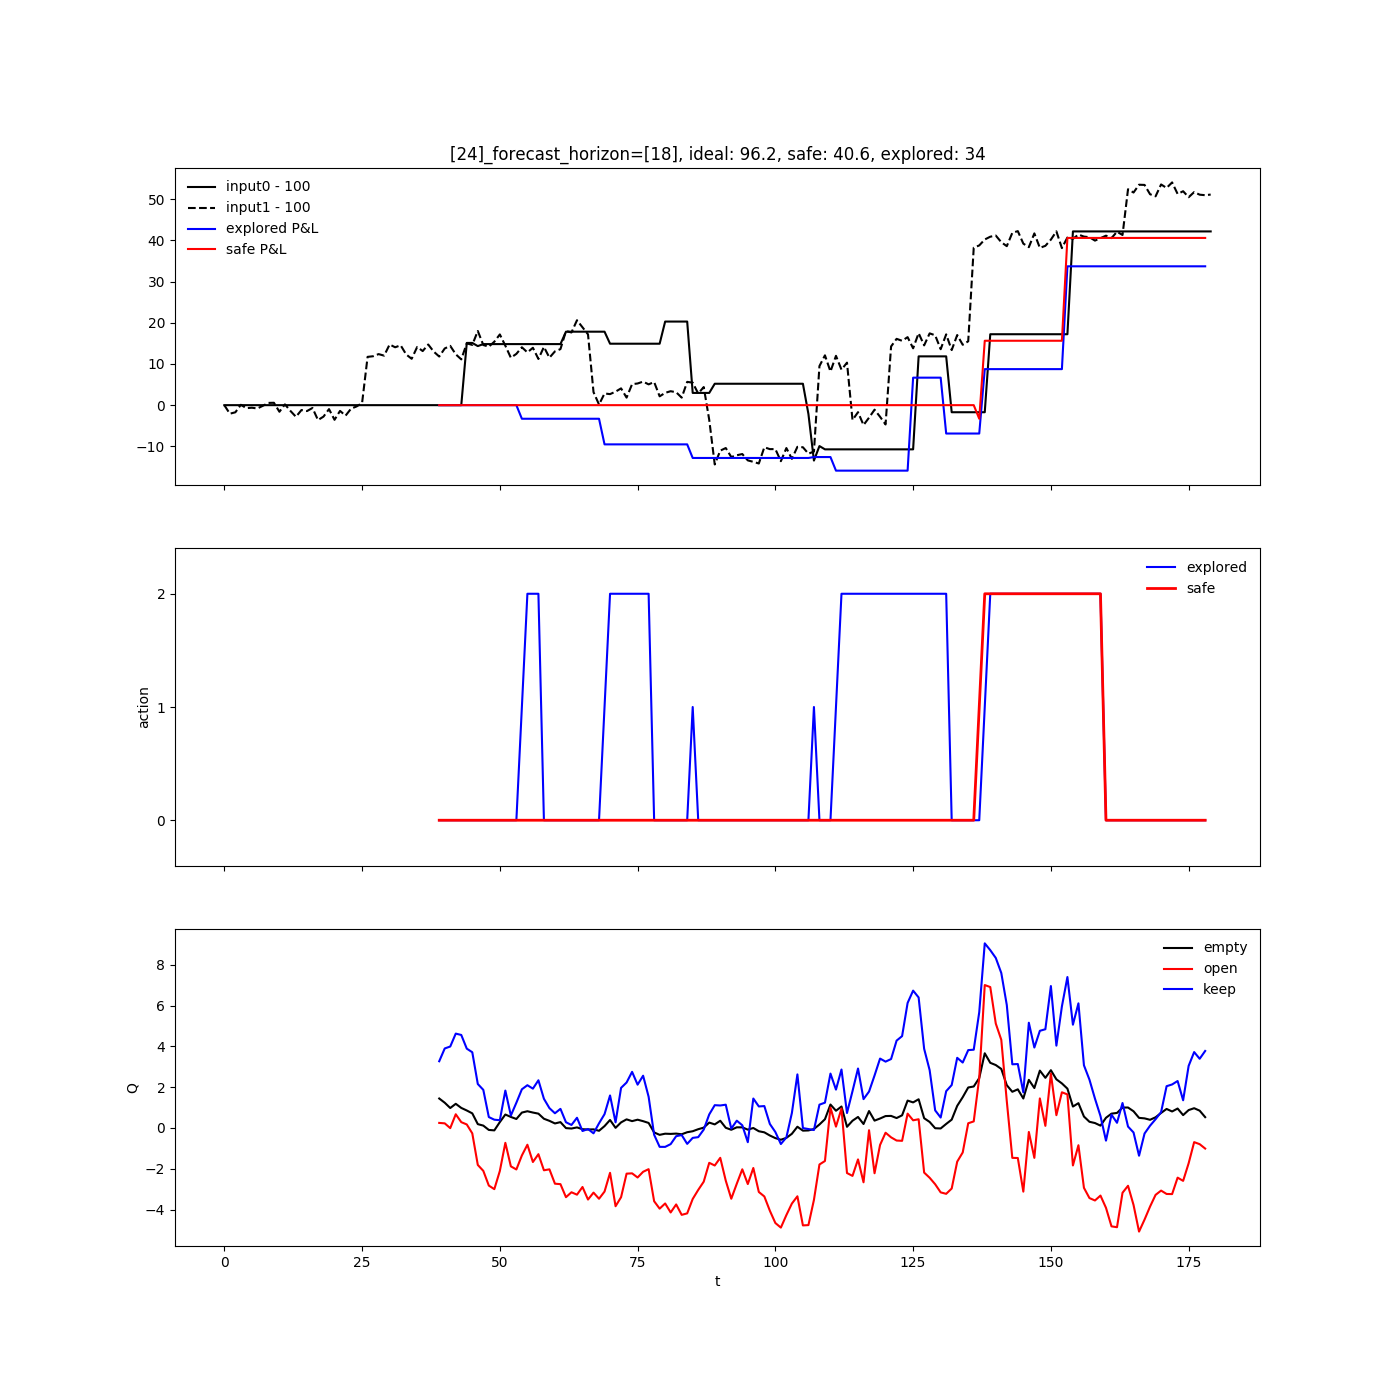 [24]_forecast_horizon=[18], ideal: 96.2, safe: 40.6, explored: 34
input0 - 100
input1 - 100
explored P&L
safe P&L
50
40
30
20
10
0
−10
explored
safe
2
1
0
action
empty
open
keep
8
6
4
2
0
−2
−4
Q
0 25 50 75 100 125 150 175
t